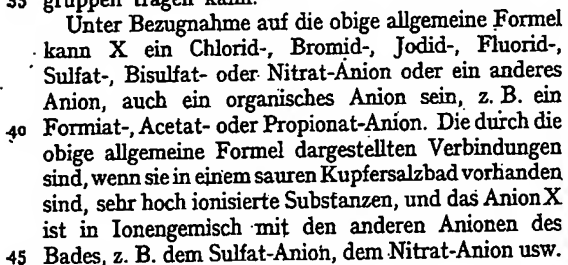 gruppen tragen kann.
Unter Bezugnahme auf die obige allgemeine Formel
kann X ein Chlorid-, Bromid-, Jodid-, Fluorid-,
Sulfat-, Bisulfat- oder Nitrat-Anion oder ein anderes
Anion, auch ein organisches Anion sein, z. B. ein
40 Formiat-, Acetat- oder Propionat-Anion. Die durch die
obige allgemeine Formel dargestellten Verbindungen
sind, wenn sie in einem sauren Kupfersalzbad vorhanden
sind, sehr hoch ionisierte Substanzen, und das Anion X
ist in Ionengemisch mit den anderen Anionen des
45 Bades, z. B. dem Sulfat-Anion, dem Nitrat-Anion usw.